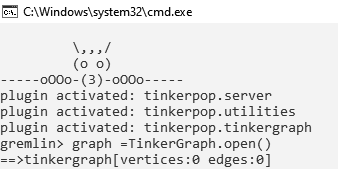 C:\Windows\system32\cmd.exe
         \,,,/
         (o o)
-----oOOo-(3)-oOOo-----
plugin activated: tinkerpop.server
plugin activated: tinkerpop.utilities
plugin activated: tinkerpop.tinkergraph
gremlin> graph =TinkerGraph.open()
==>tinkergraph[vertices:0 edges:0]